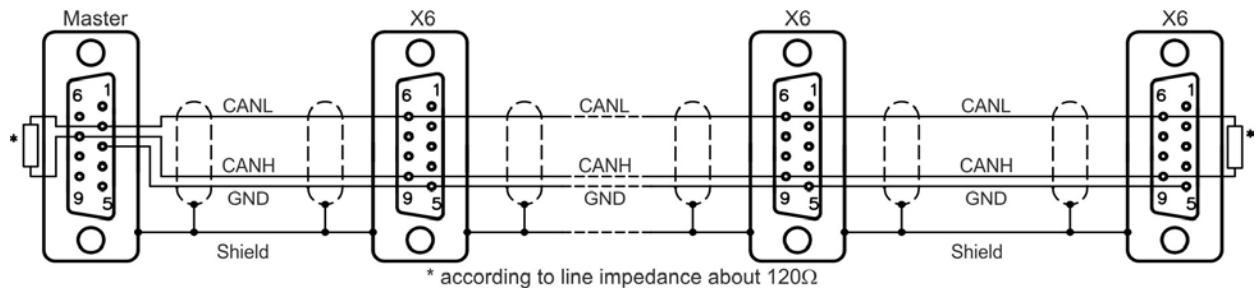 Master X6 X6 X6
6 1 6 1 6 1 6 1
CANL CANL CANL
* *
CANH CANH CANH
9 5 GND 9 5 GND 9 5 GND 9 5
Shield Shield
* according to line impedance about 120Ω